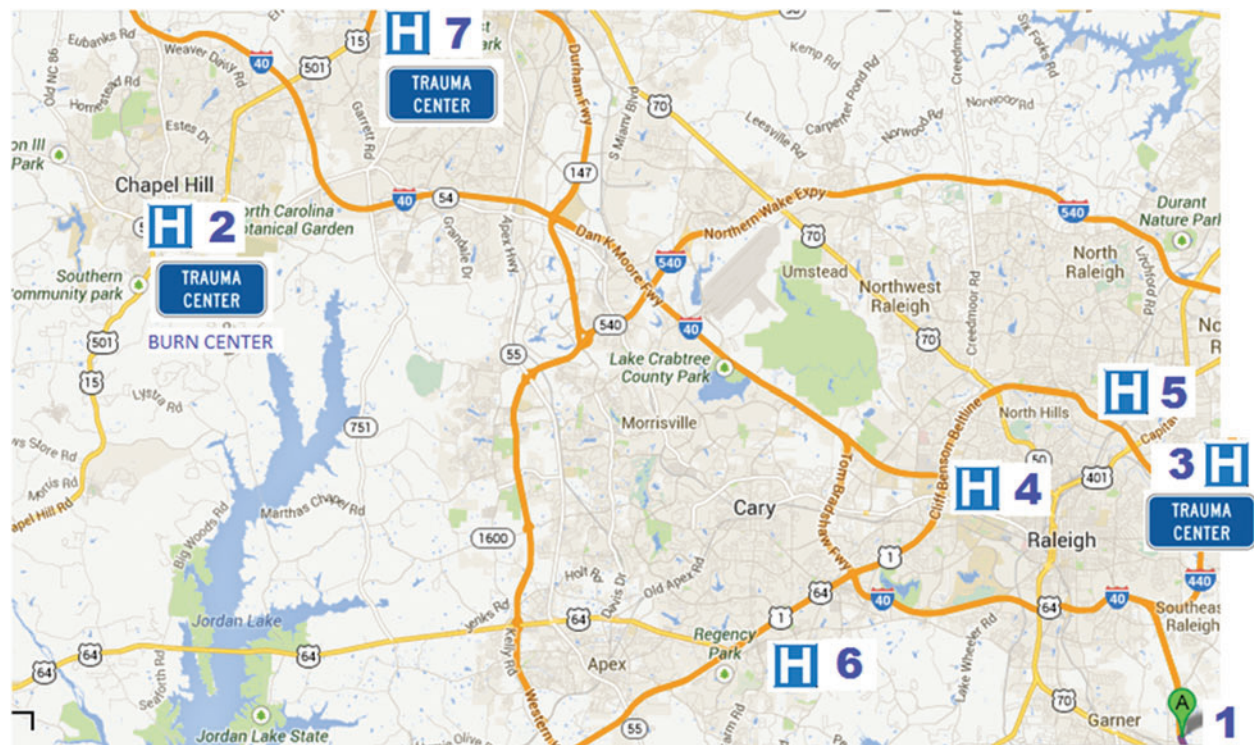 Eubanks Rd
Weaver Dairy Rd
Old NC 86
Homestead Rd
Estes Dr
40
501
15
H 7
TRAUMA
CENTER
Garrett Rd
Durham Fwy
S Miami Blvd
147
70
Leesville Rd
Carpenter Pond Rd
Kemp Rd
Norwood Rd
Norwood Rd
Creedmoor Rd
Six Forks Rd
98
Park
Chapel Hill
H 2
TRAUMA
CENTER
BURN CENTER
North Carolina
Botanical Garden
Southern
Community park
40
54
Grandale Dr
Apex Hwy
Dan K Moore Fwy
540
Northern Wake Expy
70
Umstead
Northwest
Raleigh
Creedmoor Rd
540
Durant
Nature Park
North
Raleigh
Litchford Rd
501
15
Lystra Rd
751
55
540
40
Lake Crabtree
County Park
Morrisville
70
North Hills
H 5
3 H
TRAUMA
CENTER
Marthas Chapel Rd
Big Woods Rd
1600
Cary
Tom Bradshaw Fwy
Cliff Benson Beltline
H 4
50
401
Raleigh
1
64
440
Holt Rd
Davis Dr
Old Apex Rd
40
64
40
Southeast
Raleigh
Jordan Lake
Jenks Rd
Kelly Rd
64
1
Regency
Park
H 6
Lake Wheeler Rd
64
64
64
Seaforth Rd
Apex
70
Garner
A
1
Jordan Lake State
55